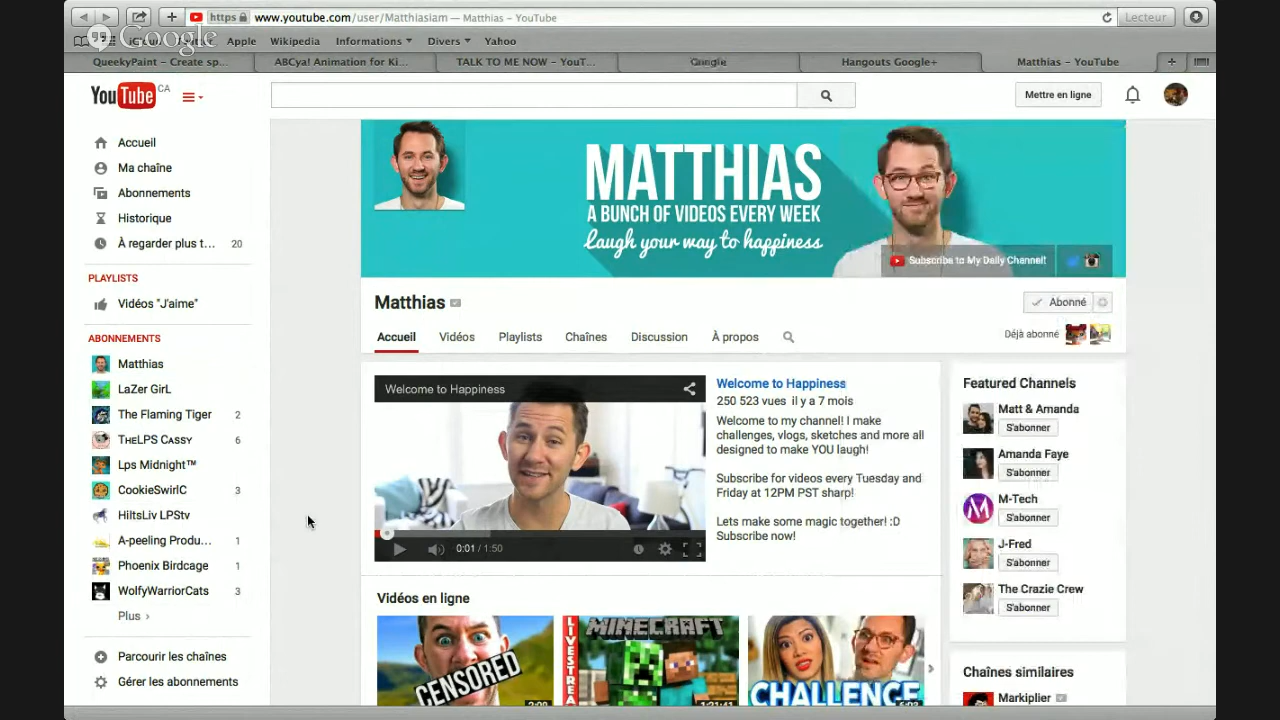 https www.youtube.com/user/Matthiasiam — Matthias – YouTube
Lecteur
Google
Apple Wikipedia Informations Divers Yahoo
QueekyPaint – Create sp...
ABCya! Animation for Ki...
TALK TO ME NOW – YouT...
Google
Hangouts Google+
Matthias – YouTube
YouTube CA
Mettre en ligne
Accueil
Ma chaîne
Abonnements
Historique
À regarder plus t... 20
PLAYLISTS
Vidéos "J'aime"
ABONNEMENTS
Matthias
LaZer GirL
The Flaming Tiger 2
TheLPS Cassy 6
Lps Midnight™
CookieSwirlC 3
HiltsLiv LPStv
A-peeling Produ... 1
Phoenix Birdcage 1
WolfyWarriorCats 3
Plus ›
Parcourir les chaînes
Gérer les abonnements
MATTHIAS
A BUNCH OF VIDEOS EVERY WEEK
Laugh your way to happiness
Subscribe to My Daily Channel!
Matthias
Abonné
Accueil Vidéos Playlists Chaînes Discussion À propos
Déjà abonné
Welcome to Happiness
0:01 / 1:50
Welcome to Happiness
250 523 vues il y a 7 mois
Welcome to my channel! I make
challenges, vlogs, sketches and more all
designed to make YOU laugh!
Subscribe for videos every Tuesday and
Friday at 12PM PST sharp!
Lets make some magic together! :D
Subscribe now!
Vidéos en ligne
CENSORED
LIVESTREA
MINECRAFT
1:21:41
CHALLENGE
Featured Channels
Matt & Amanda
S'abonner
Amanda Faye
S'abonner
M-Tech
S'abonner
J-Fred
S'abonner
The Crazie Crew
S'abonner
Chaînes similaires
Markiplier